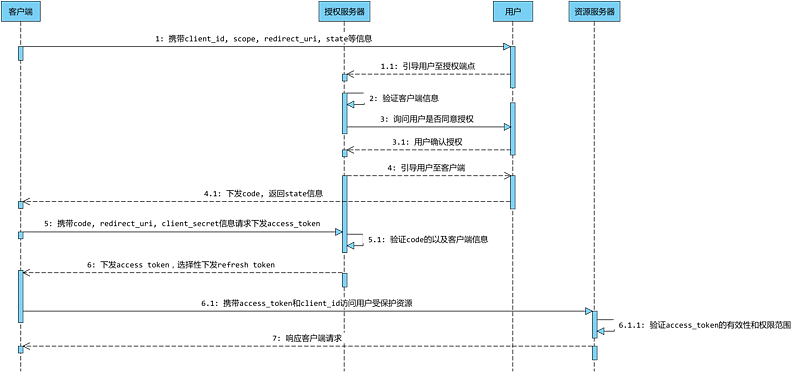 客户端
授权服务器
用户
资源服务器
1: 携带client_id, scope, redirect_uri, state等信息
1.1: 引导用户至授权端点
2: 验证客户端信息
3: 询问用户是否同意授权
3.1: 用户确认授权
4: 引导用户至客户端
4.1: 下发code, 返回state信息
5: 携带code, redirect_uri, client_secret信息请求下发access_token
5.1: 验证code的以及客户端信息
6: 下发access token，选择性下发refresh token
6.1: 携带access_token和client_id访问用户受保护资源
6.1.1: 验证access_token的有效性和权限范围
7: 响应客户端请求